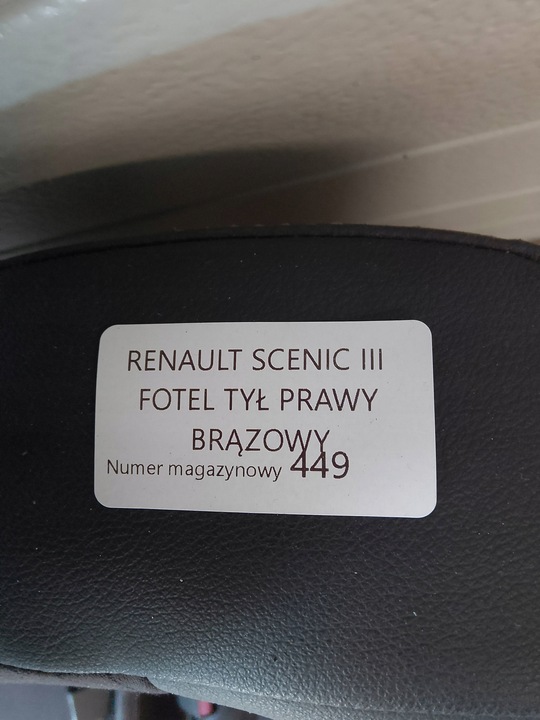 RENAULT SCENIC III
FOTEL TYŁ PRAWY
BRĄZOWY
Numer magazynowy 449